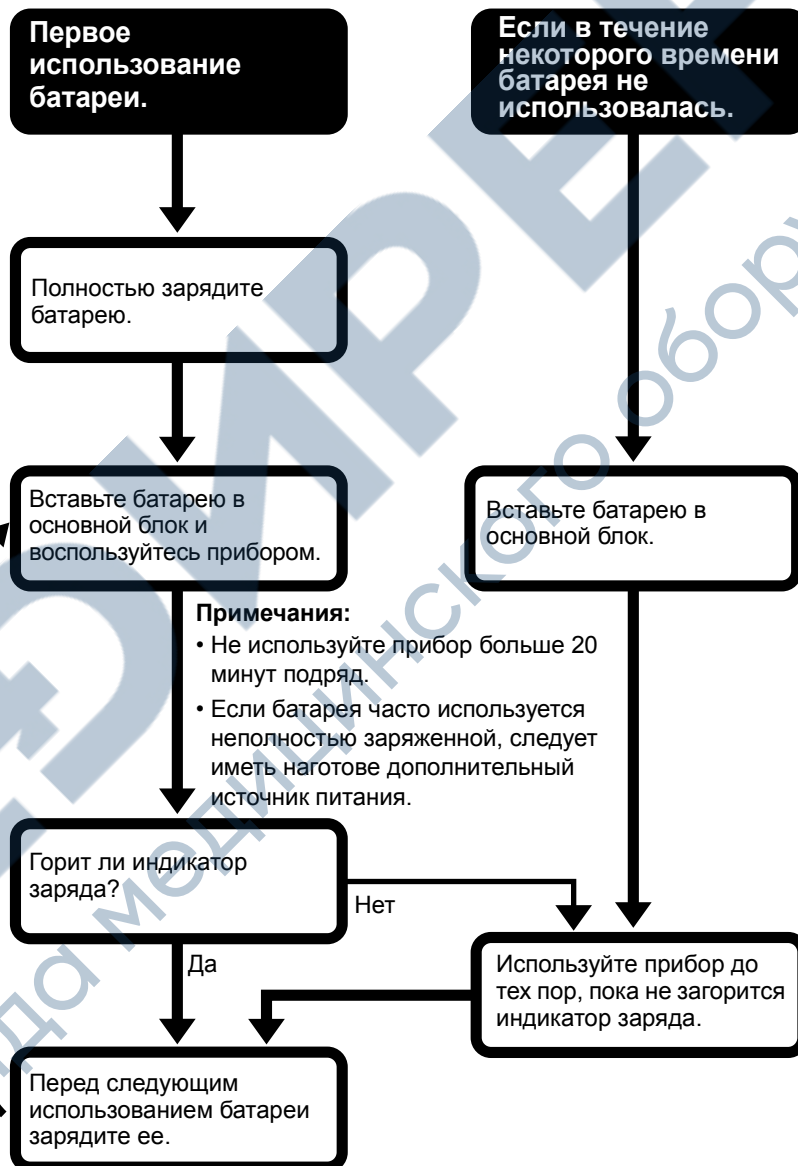 Первое
использование
батареи.
Если в течение
некоторого времени
батарея не
использовалась.
Полностью зарядите
батарею.
Вставьте батарею в
основной блок и
воспользуйтесь прибором.
Вставьте батарею в
основной блок.
Примечания:
• Не используйте прибор больше 20
минут подряд.
• Если батарея часто используется
неполностью заряженной, следует
иметь наготове дополнительный
источник питания.
Горит ли индикатор
заряда?
Нет
Да
Используйте прибор до
тех пор, пока не загорится
индикатор заряда.
Перед следующим
использованием батареи
зарядите ее.
медицинского